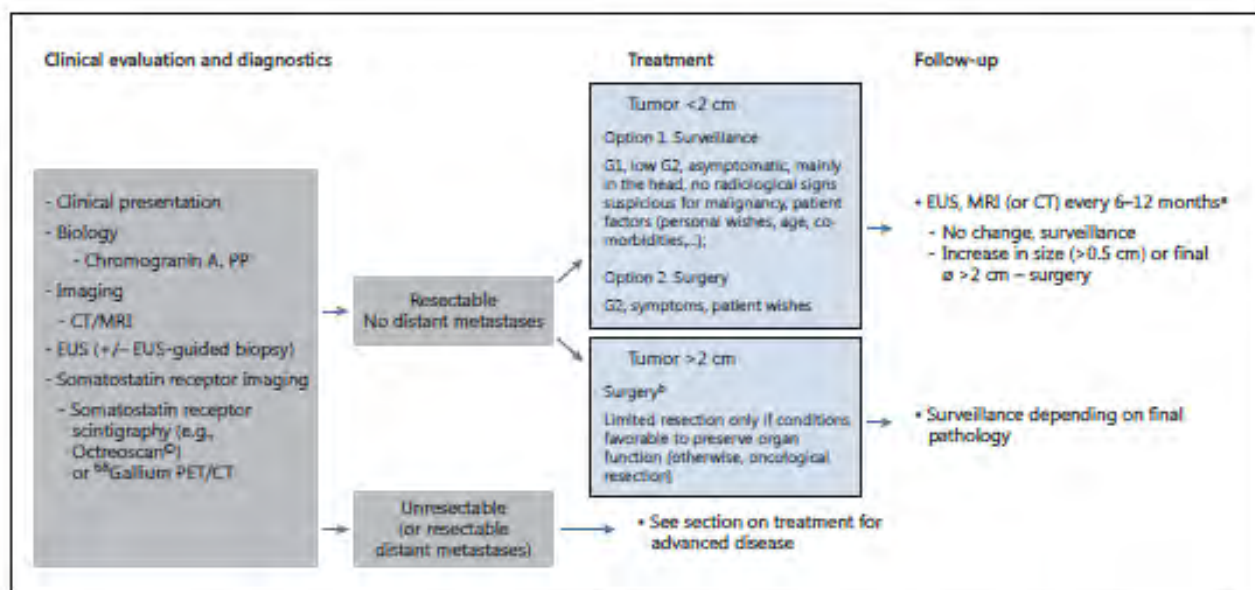 Clinical evaluation and diagnostics
- Clinical presentation
- Biology
- Chromogranin A, PP
- Imaging
- CT/MRI
- EUS (+/– EUS-guided biopsy)
- Somatostatin receptor imaging
- Somatostatin receptor
scintigraphy (e.g.,
Octreoscan©)
or ⁶⁸Gallium PET/CT
Resectable
No distant metastases
Unresectable
(or resectable
distant metastases)
Treatment
Tumor <2 cm
Option 1. Surveillance
G1, low G2, asymptomatic, mainly
in the head, no radiological signs
suspicious for malignancy, patient
factors (personal wishes, age, co-
morbidities,...);
Option 2. Surgery
G2, symptoms, patient wishes
Tumor >2 cm
Surgeryᵇ
Limited resection only if conditions
favorable to preserve organ
function (otherwise, oncological
resection)
• See section on treatment for
advanced disease
Follow-up
• EUS, MRI (or CT) every 6–12 monthsᵃ
- No change, surveillance
- Increase in size (>0.5 cm) or final
ø >2 cm – surgery
• Surveillance depending on final
pathology